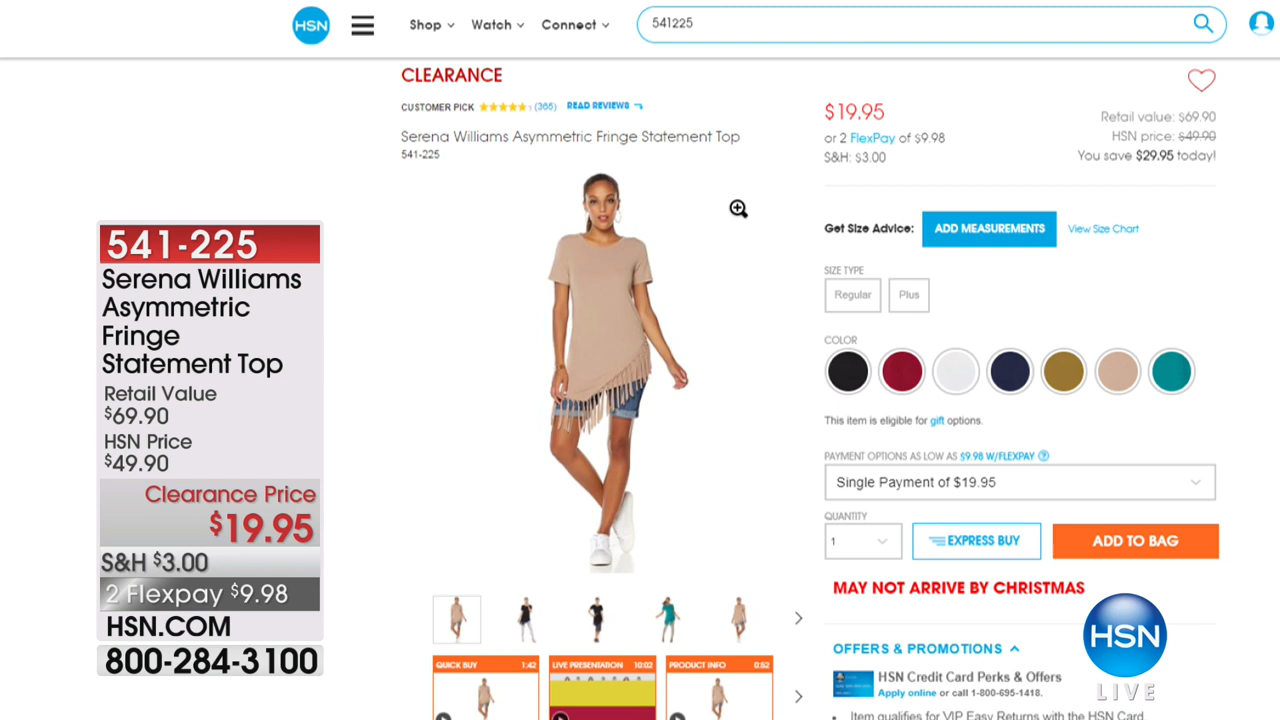 HSN
Shop
Watch
Connect
541225
CLEARANCE
CUSTOMER PICK
(365)
READ REVIEWS
Serena Williams Asymmetric Fringe Statement Top
541-225
$19.95
or 2 FlexPay of $9.98
S&H: $3.00
Retail value: $69.90
HSN price: $49.90
You save $29.95 today!
Get Size Advice:
ADD MEASUREMENTS
View Size Chart
SIZE TYPE
Regular
Plus
COLOR
This item is eligible for gift options.
PAYMENT OPTIONS AS LOW AS $9.98 W/FLEXPAY ?
Single Payment of $19.95
QUANTITY
1
EXPRESS BUY
ADD TO BAG
MAY NOT ARRIVE BY CHRISTMAS
OFFERS & PROMOTIONS
HSN Credit Card Perks & Offers
Apply online or call 1-800-695-1418.
Item qualifies for VIP Easy Returns with the HSN Card.
QUICK BUY 1:42
LIVE PRESENTATION 10:02
PRODUCT INFO 0:52
541-225
Serena Williams
Asymmetric
Fringe
Statement Top
Retail Value
$69.90
HSN Price
$49.90
Clearance Price
$19.95
S&H $3.00
2 Flexpay $9.98
HSN.COM
800-284-3100
HSN
LIVE